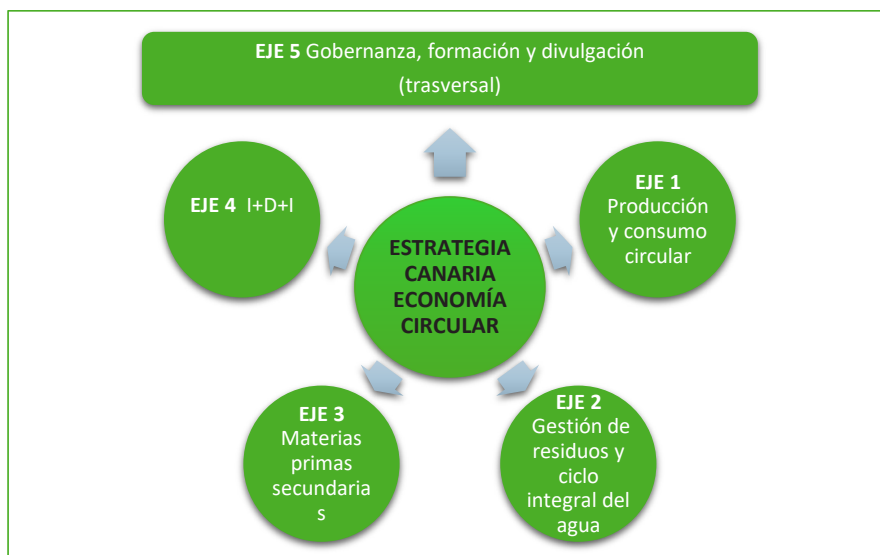 EJE 5 Gobernanza, formación y divulgación
(trasversal)
EJE 4 I+D+I
EJE 1
Producción
y consumo
circular
ESTRATEGIA
CANARIA
ECONOMÍA
CIRCULAR
EJE 3
Materias
primas
secundaria
s
EJE 2
Gestión de
residuos y
ciclo
integral del
agua